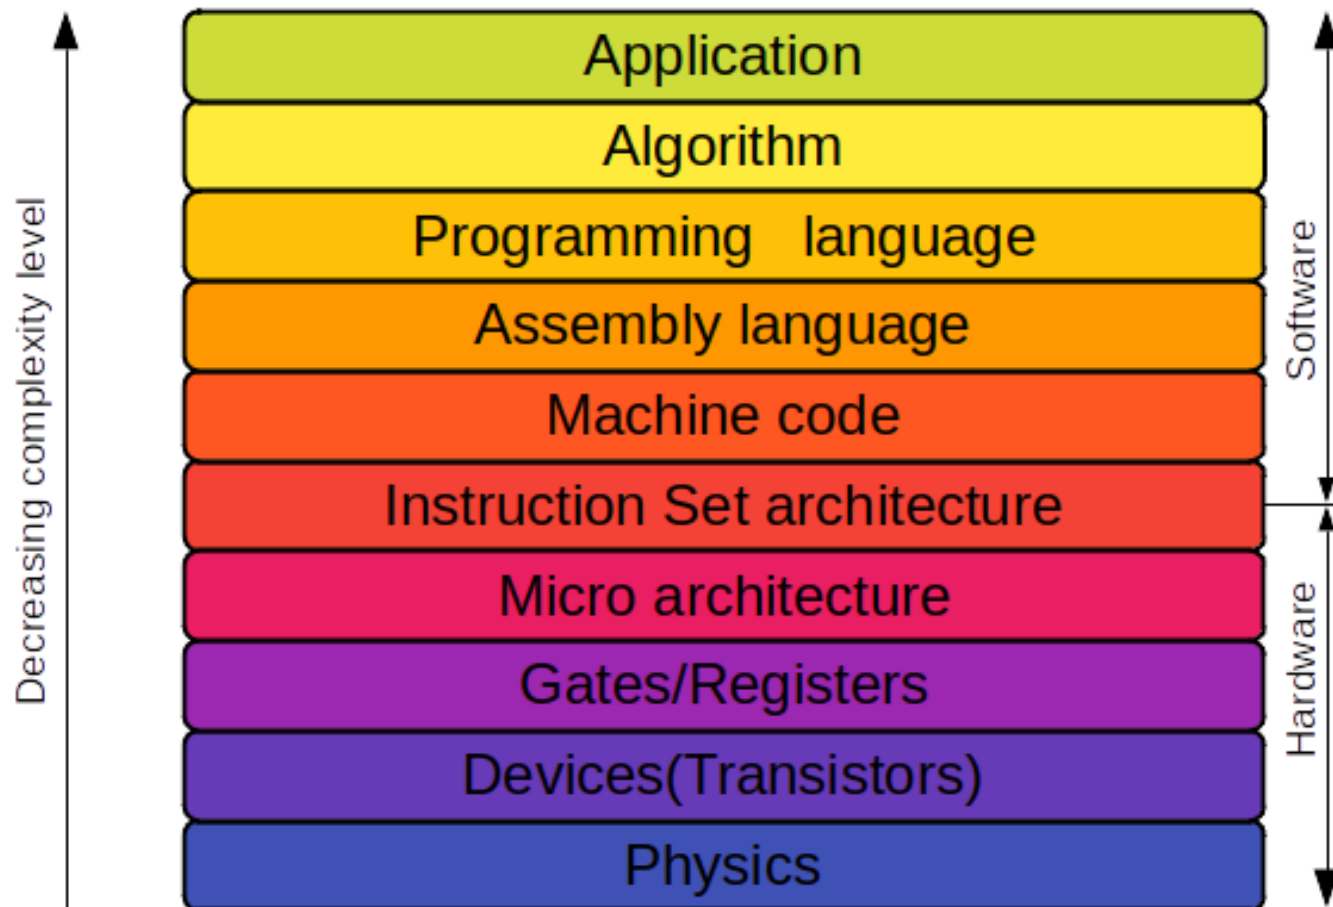 Application
Algorithm
Programming language
Assembly language
Machine code
Instruction Set architecture
Micro architecture
Gates/Registers
Devices(Transistors)
Physics
Decreasing complexity level
Software
Hardware